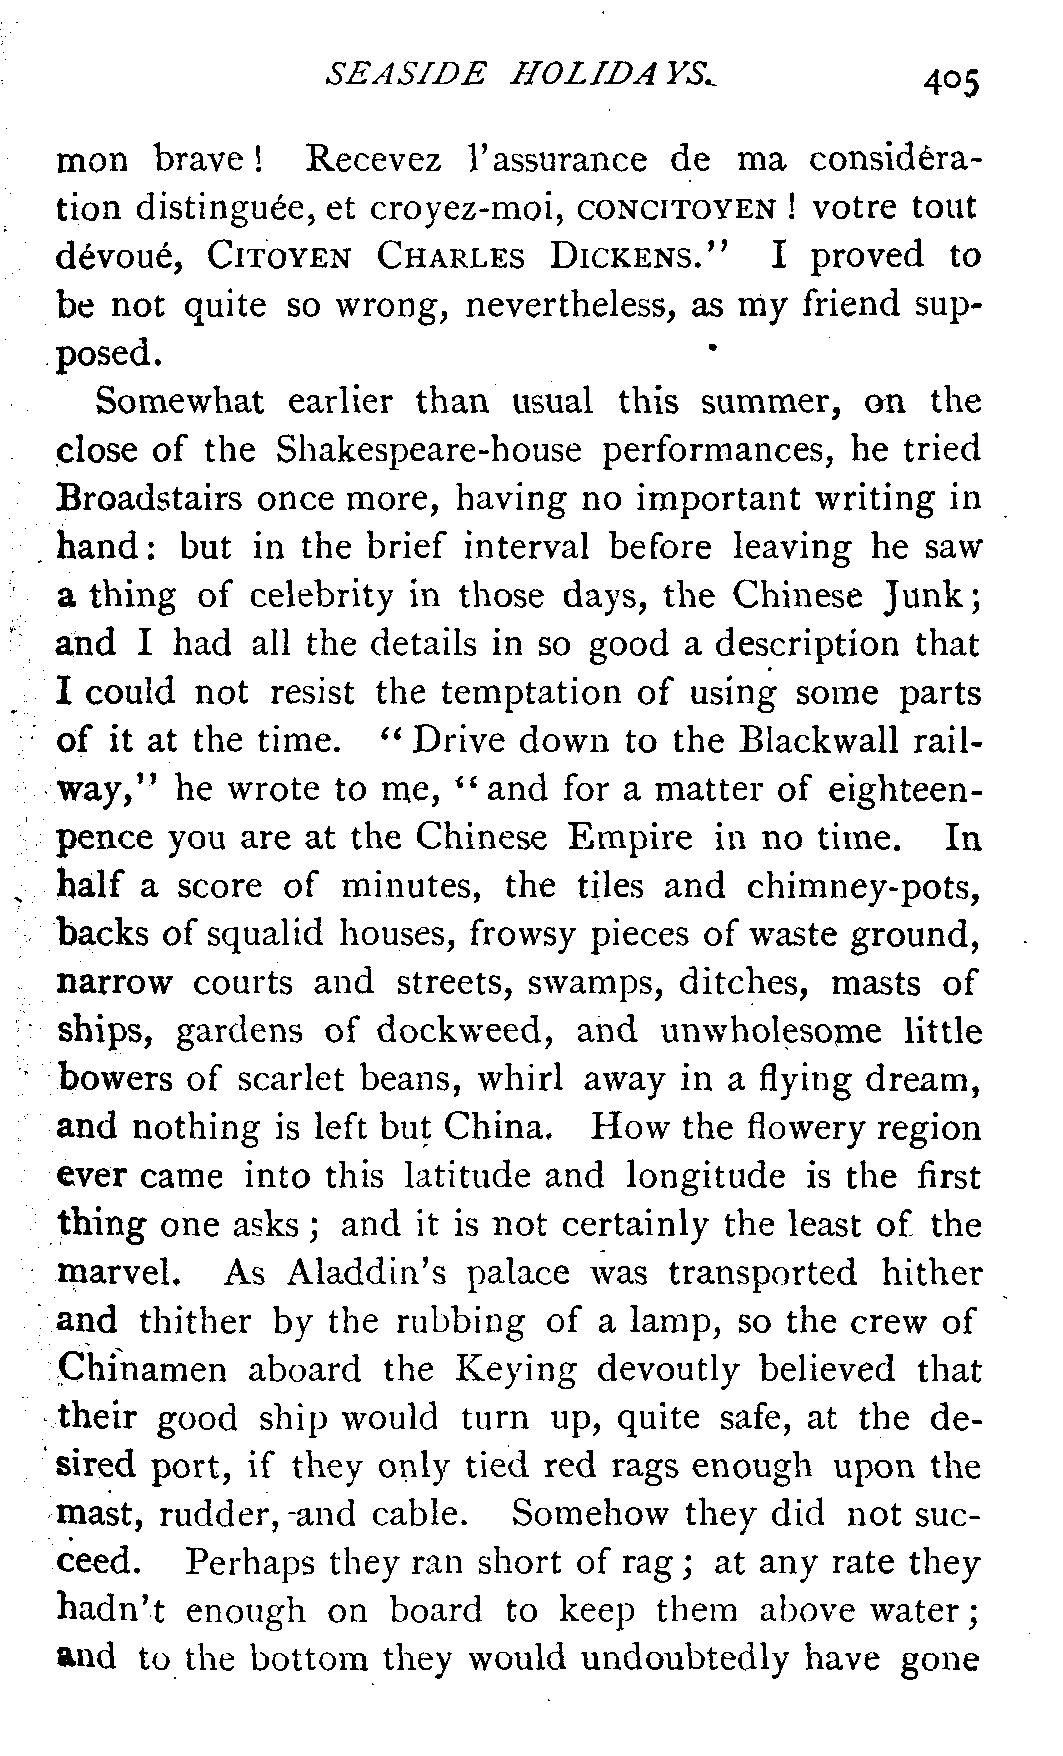 SEASIDE HOLIDAYS. 405
mon brave ! Recevez l'assurance de ma considéra-
tion distinguée, et croyez-moi, CONCITOYEN ! votre tout
dévoué, CITOYEN CHARLES DICKENS." I proved to
be not quite so wrong, nevertheless, as my friend sup-
posed.
Somewhat earlier than usual this summer, on the
close of the Shakespeare-house performances, he tried
Broadstairs once more, having no important writing in
hand : but in the brief interval before leaving he saw
a thing of celebrity in those days, the Chinese Junk ;
and I had all the details in so good a description that
I could not resist the temptation of using some parts
of it at the time. " Drive down to the Blackwall rail-
way," he wrote to me, " and for a matter of eighteen-
pence you are at the Chinese Empire in no time. In
half a score of minutes, the tiles and chimney-pots,
backs of squalid houses, frowsy pieces of waste ground,
narrow courts and streets, swamps, ditches, masts of
ships, gardens of dockweed, and unwholesome little
bowers of scarlet beans, whirl away in a flying dream,
and nothing is left but China. How the flowery region
ever came into this latitude and longitude is the first
thing one asks ; and it is not certainly the least of the
marvel. As Aladdin's palace was transported hither
and thither by the rubbing of a lamp, so the crew of
Chinamen aboard the Keying devoutly believed that
their good ship would turn up, quite safe, at the de-
sired port, if they only tied red rags enough upon the
mast, rudder, and cable. Somehow they did not suc-
ceed. Perhaps they ran short of rag ; at any rate they
hadn't enough on board to keep them above water ;
and to the bottom they would undoubtedly have gone